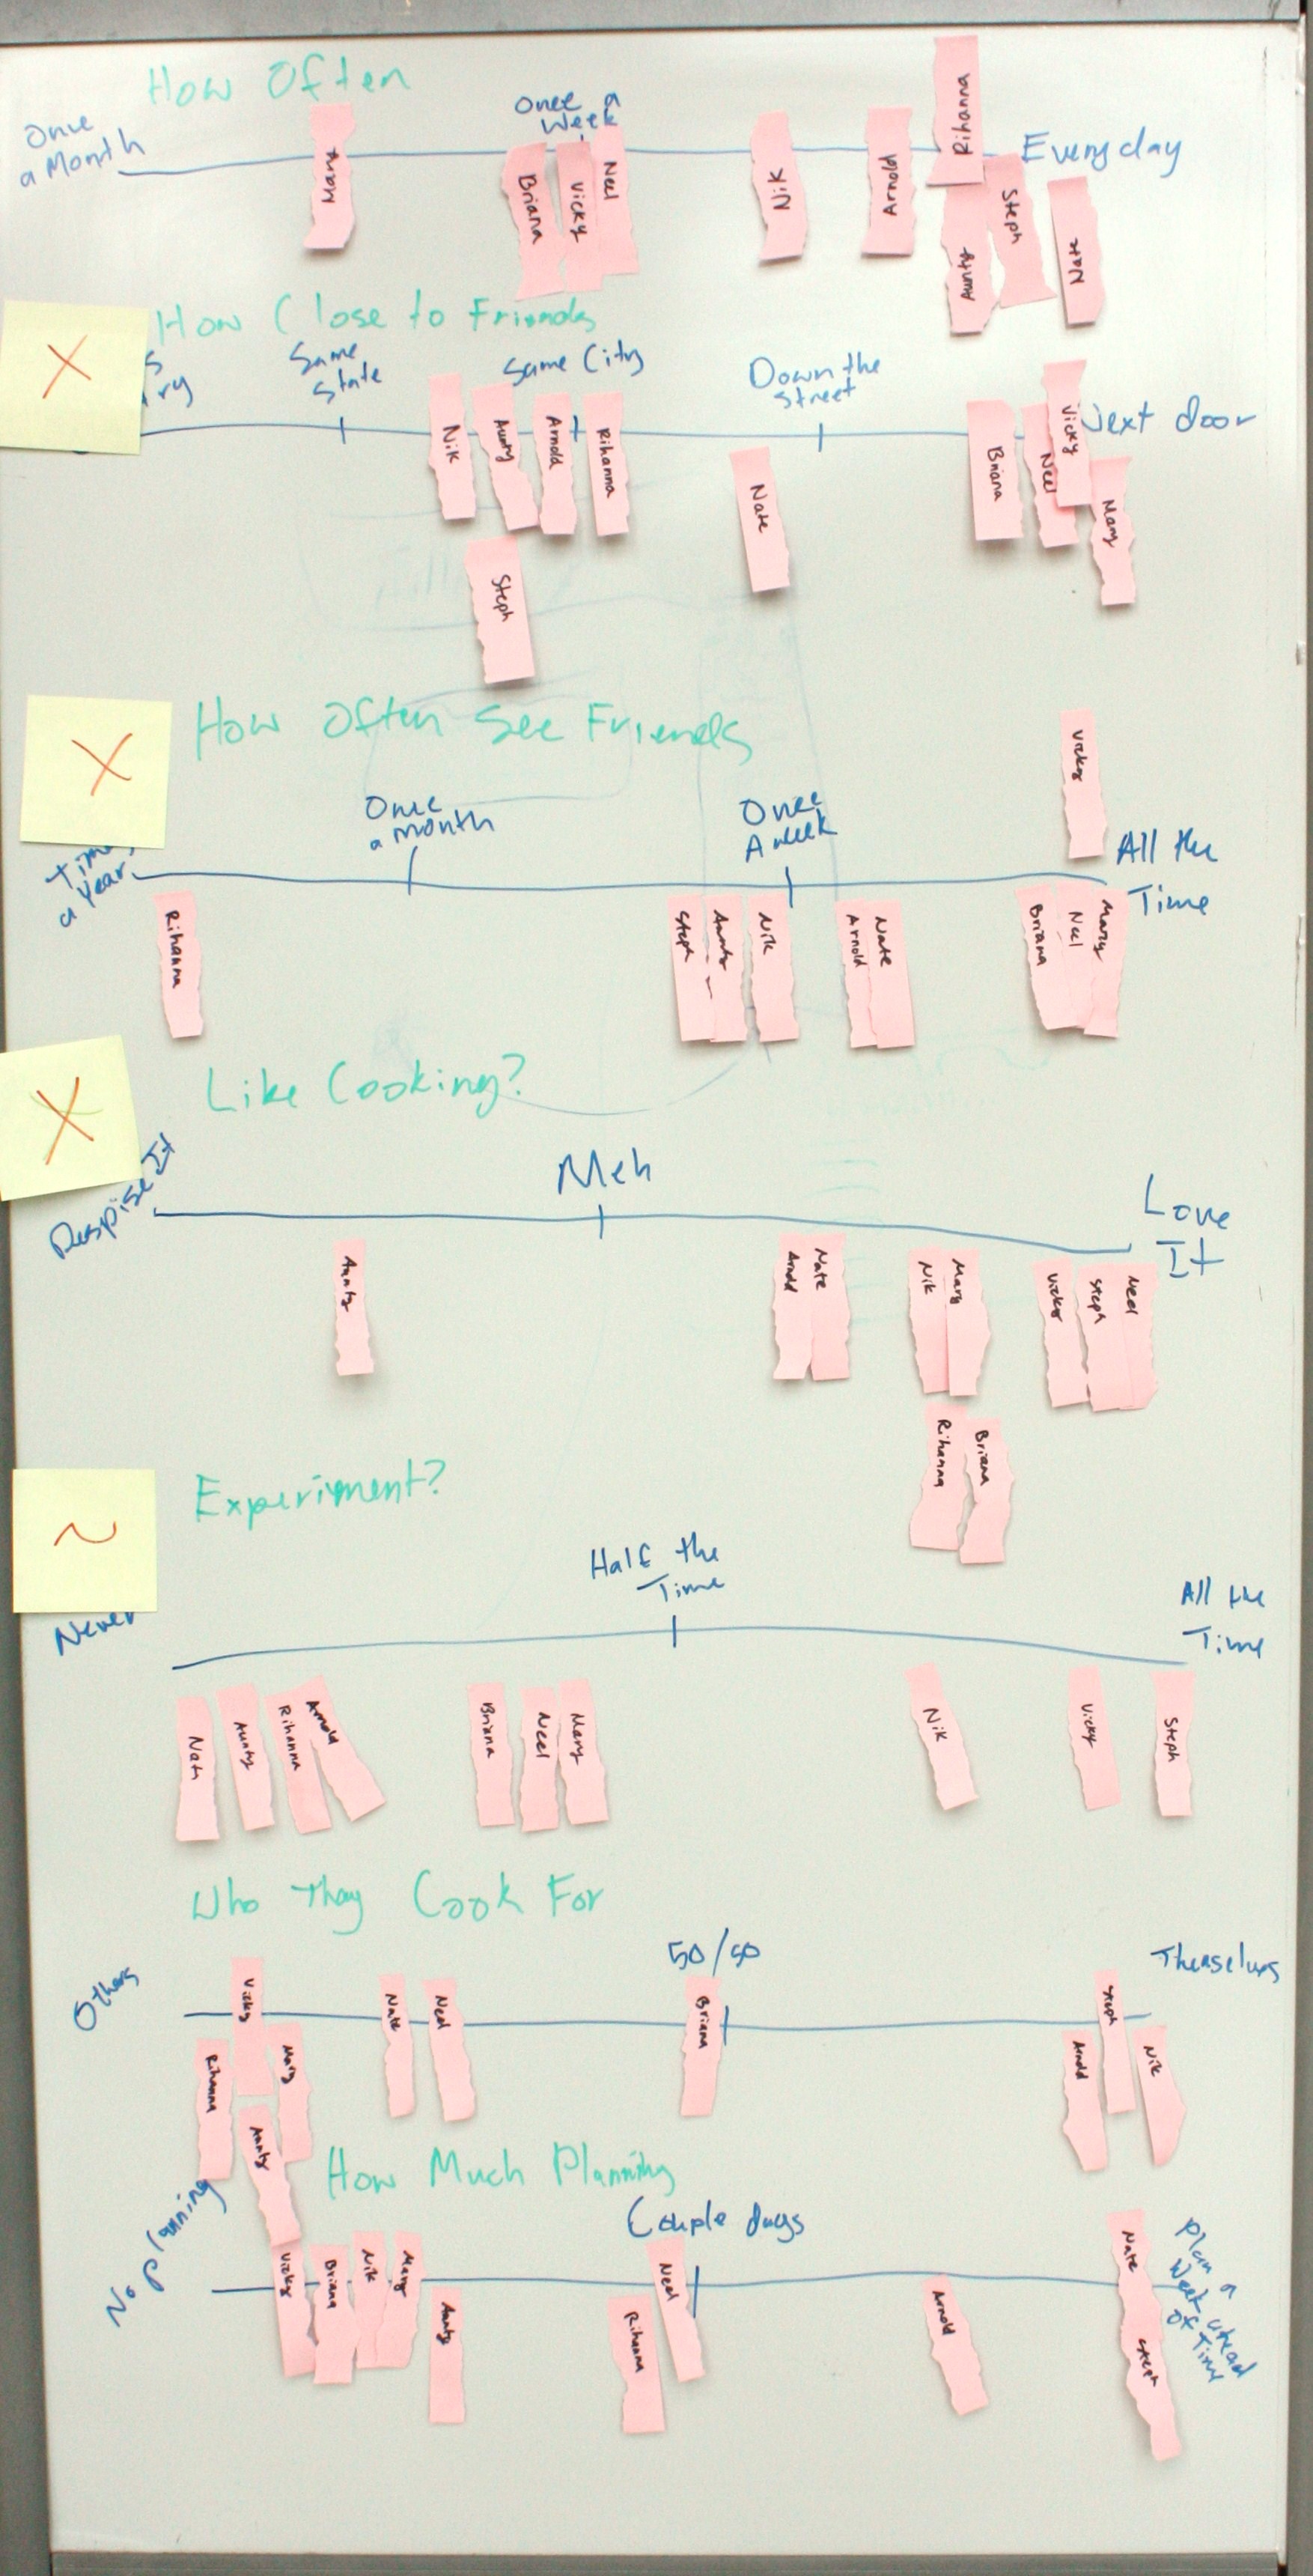 How Often
Once
a Month
Once a
Week
Everyday
Mary
Briana
Vicky
Neel
Nik
Arnold
Rihanna
Aunty
Steph
Nate
How Close to Friends
Same
State
Same City
Down the
Street
Next door
Nik
Aunty
Arnold
Rihanna
Steph
Nate
Briana
Neel
Vicky
Mary
X
How Often See Friends
X
a Year
Once
a month
Once
A week
All the
Time
Vicky
Rihanna
Steph
Aunty
Nik
Arnold
Nate
Briana
Neel
Mary
Like Cooking?
X
Despise It
Meh
Love
It
Aunty
Arnold
Nate
Nik
Mary
Vicky
Steph
Neel
Rihanna
Briana
Experiment?
~
Never
Half the
Time
All the
Time
Nate
Aunty
Rihanna
Arnold
Briana
Neel
Mary
Nik
Vicky
Steph
Who They Cook For
Others
50/50
Themselves
Vicky
Rihanna
Mary
Aunty
Nate
Neel
Briana
Arnold
Steph
Nik
How Much Planning
No planning
Couple days
Plan a
Week ahead
of Time
Vicky
Briana
Nik
Mary
Aunty
Rihanna
Neel
Arnold
Nate
Steph